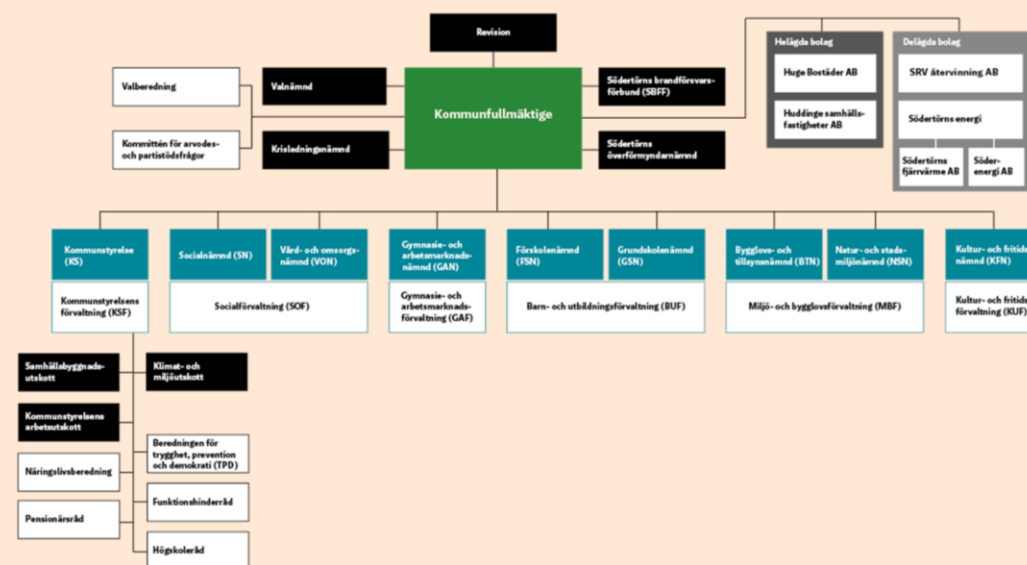 Revision
Helägda bolag
Delägda bolag
Valberedning
Valnämnd
Kommunfullmäktige
Södertörns brandförsvars-
förbund (SBFF)
Huge Bostäder AB
SRV återvinning AB
Kommittén för arvodes-
och partistödsfrågor
Krisledningsnämnd
Södertörns
överförmyndarnämnd
Huddinge samhälls-
fastigheter AB
Södertörns energi
Södertörns
fjärrvärme AB
Söder-
energi AB
Kommunstyrelse
(KS)
Socialnämnd (SN)
Vård- och omsorgs-
nämnd (VON)
Gymnasie- och
arbetsmarknads-
nämnd (GAN)
Förskolenämnd
(FSN)
Grundskolenämnd
(GSN)
Bygglovs- och
tillsynsnämnd (BTN)
Natur- och stads-
miljönämnd (NSN)
Kultur- och fritids
nämnd (KFN)
Kommunstyrelsens
förvaltning (KSF)
Socialförvaltning (SOF)
Gymnasie- och
arbetsmarknads-
förvaltning (GAF)
Barn- och utbildningsförvaltning (BUF)
Miljö- och bygglovsförvaltning (MBF)
Kultur- och fritids
förvaltning (KUF)
Samhällsbyggnads-
utskott
Klimat- och
miljöutskott
Kommunstyrelsens
arbetsutskott
Beredningen för
trygghet, prevention
och demokrati (TPD)
Näringslivsberedning
Funktionshinderråd
Pensionärsråd
Högskoleråd